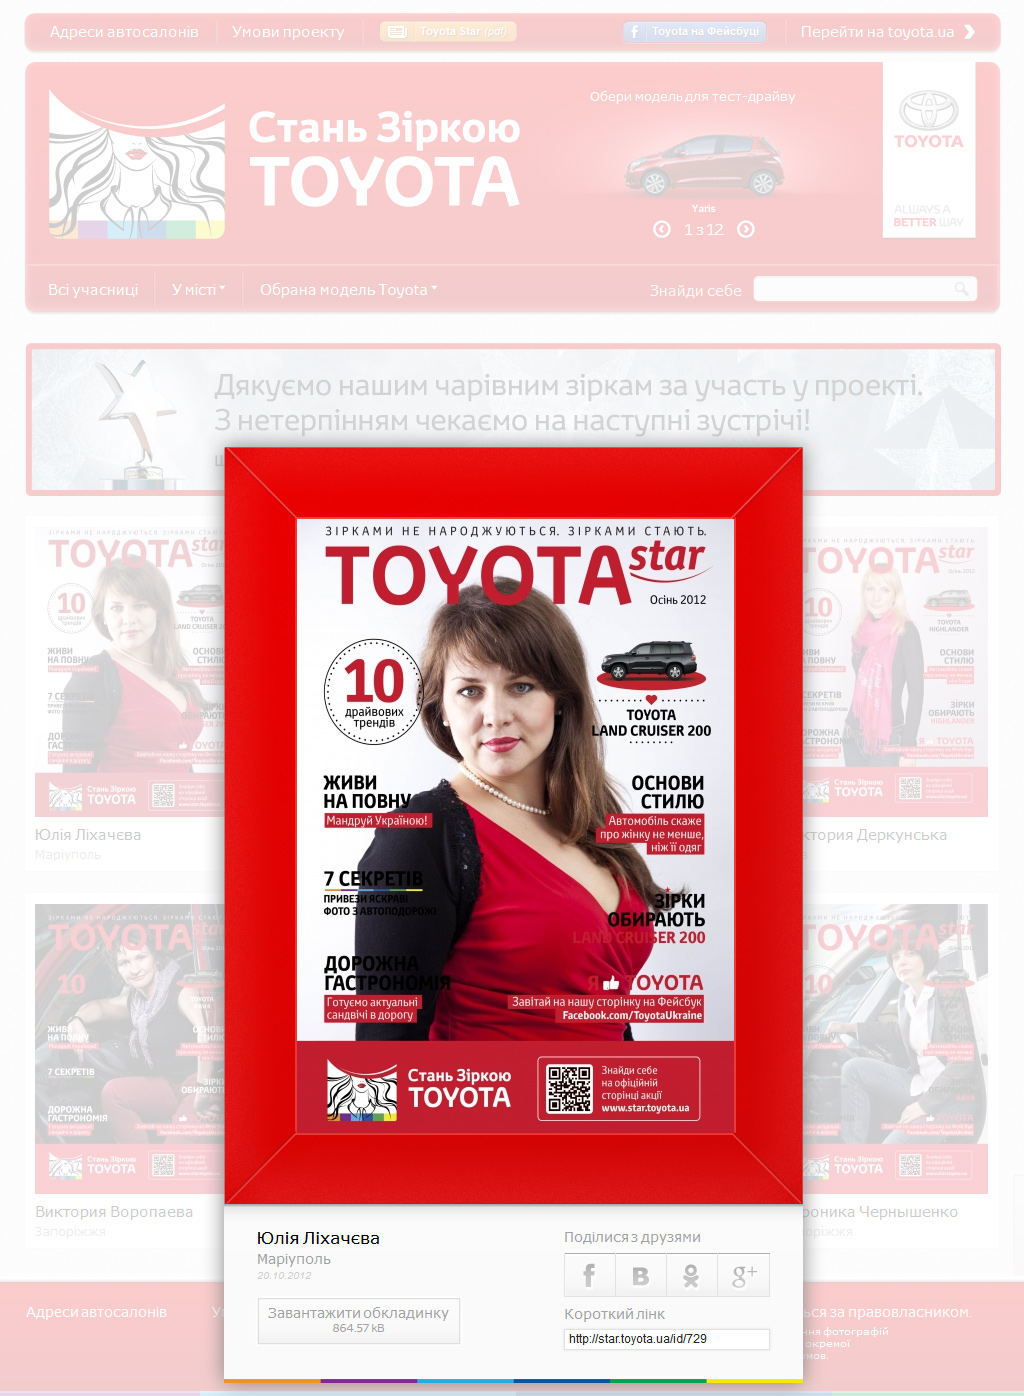 Адреси автосалонів
Умови проекту
Toyota Star (pdf)
Toyota на Фейсбуці
Перейти на toyota.ua
Стань Зіркою
TOYOTA
Обери модель для тест-драйву
Yaris
1 з 12
TOYOTA
ALWAYS A
BETTER WAY
Всі учасниці
У місті
Обрана модель Toyota
Знайди себе
Дякуємо нашим чарівним зіркам за участь у проекті.
З нетерпінням чекаємо на наступні зустрічі!
ЗІРКАМИ НЕ НАРОДЖУЮТЬСЯ. ЗІРКАМИ СТАЮТЬ.
TOYOTA star
Осінь 2012
10
драйвових
трендів
TOYOTA
LAND CRUISER 200
ЖИВИ
НА ПОВНУ
Мандруй Україною!
ОСНОВИ
СТИЛЮ
Автомобіль скаже
про жінку не менше,
ніж її одяг
7 СЕКРЕТІВ
ПРИВЕЗИ ЯСКРАВІ
ФОТО З АВТОПОДОРОЖІ
ЗІРКИ
ОБИРАЮТЬ
LAND CRUISER 200
ДОРОЖНА
ГАСТРОНОМІЯ
Готуємо актуальні
сандвічі в дорогу
Я TOYOTA
Завітай на нашу сторінку на Фейсбук
Facebook.com/ToyotaUkraine
Стань Зіркою
TOYOTA
Знайди себе
на офіційній
сторінці акції
www.star.toyota.ua
Юлія Ліхачєва
Маріуполь
20.10.2012
Завантажити обкладинку
864.57 kB
Поділися з друзями
Короткий лінк
http://star.toyota.ua/id/729
Юлія Ліхачєва
Маріуполь
ктория Деркунська
Виктория Воропаева
Запоріжжя
роника Чернышенко
ріжжя
Адреси автосалонів
ься за правовласником.
ння фотографій
окремої